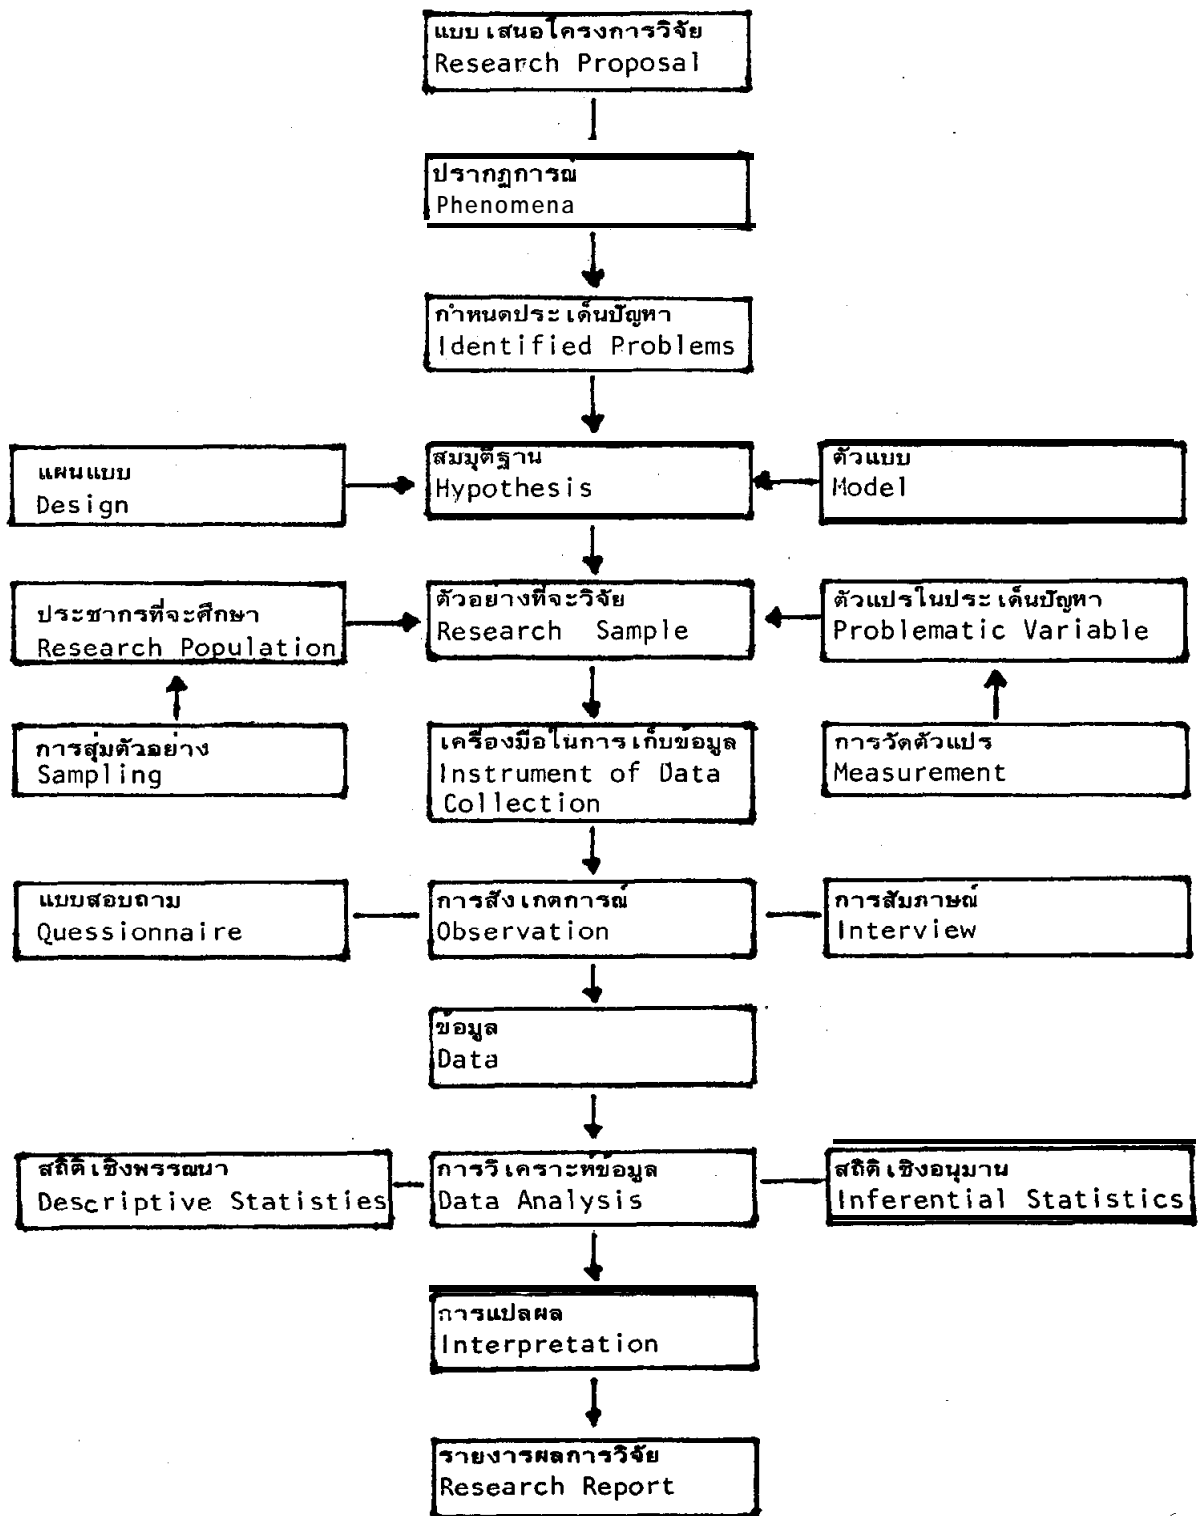 แบบเสนอโครงการวิจัย
Research Proposal
ปรากฏการณ์
Phenomena
กำหนดประเด็นปัญหา
Identified Problems
แผนแบบ
Design
สมมุติฐาน
Hypothesis
ตัวแบบ
Model
ประชากรที่จะศึกษา
Research Population
ตัวอย่างที่จะวิจัย
Research Sample
ตัวแปรในประเด็นปัญหา
Problematic Variable
การสุ่มตัวอย่าง
Sampling
เครื่องมือในการเก็บข้อมูล
Instrument of Data
Collection
การวัดตัวแปร
Measurement
แบบสอบถาม
Quessionnaire
การสังเกตการณ์
Observation
การสัมภาษณ์
Interview
ข้อมูล
Data
สถิติเชิงพรรณนา
Descriptive Statisties
การวิเคราะห์ข้อมูล
Data Analysis
สถิติเชิงอนุมาน
Inferential Statistics
การแปลผล
Interpretation
รายงารผลการวิจัย
Research Report